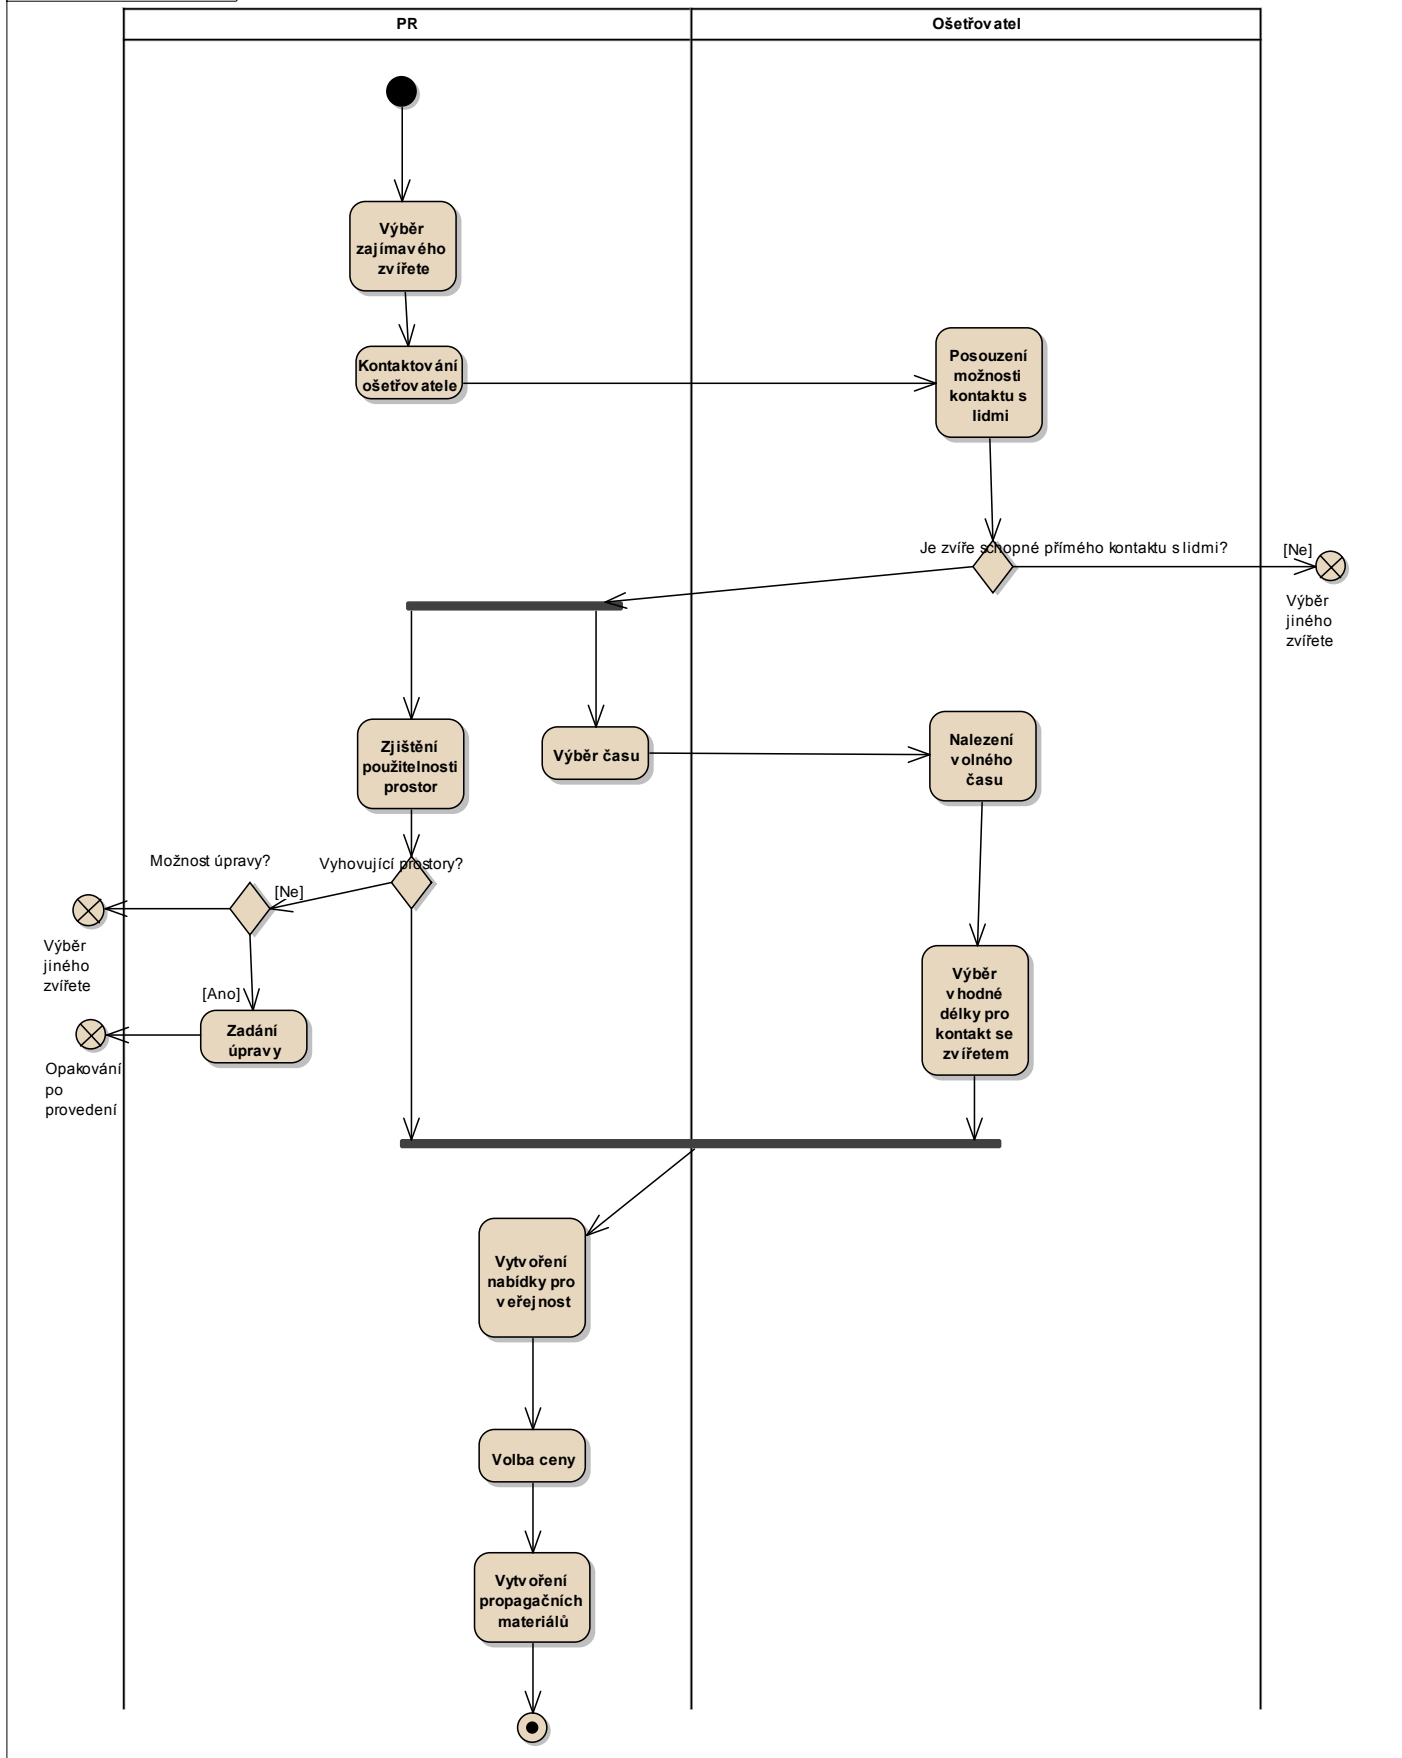 PR
Ošetřovatel
Výběr
zajímavého
zvířete
Kontaktování
ošetřovatele
Posouzení
možnosti
kontaktu s
lidmi
Je zvíře schopné přímého kontaktu s lidmi?
[Ne]
Výběr
jiného
zvířete
Zjištění
použitelnosti
prostor
Výběr času
Nalezení
volného
času
Možnost úpravy?
Vyhovující prostory?
[Ne]
Výběr
jiného
zvířete
[Ano]
Zadání
úpravy
Opakování
po
provedení
Výběr
vhodné
délky pro
kontakt se
zvířetem
Vytvoření
nabídky pro
veřejnost
Volba ceny
Vytvoření
propagačních
materiálů